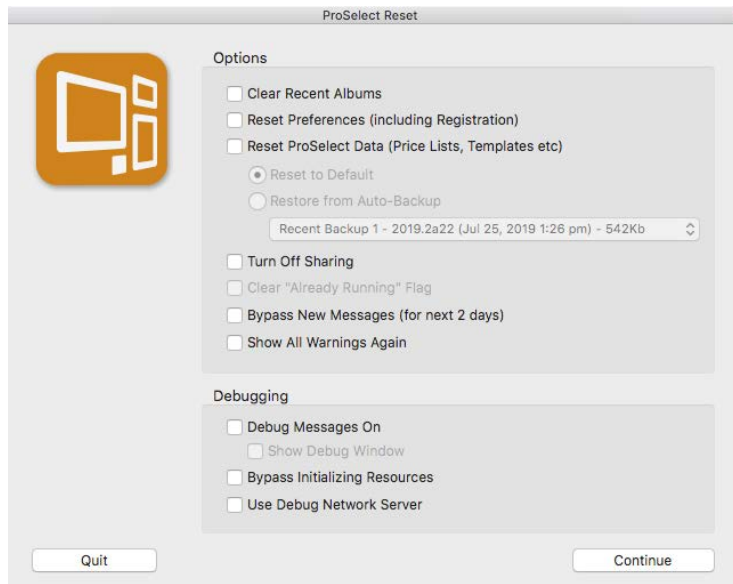 ProSelect Reset
Options
Clear Recent Albums
Reset Preferences (including Registration)
Reset ProSelect Data (Price Lists, Templates etc)
Reset to Default
Restore from Auto-Backup
Recent Backup 1 - 2019.2a22 (Jul 25, 2019 1:26 pm) - 542Kb
Turn Off Sharing
Clear "Already Running" Flag
Bypass New Messages (for next 2 days)
Show All Warnings Again
Debugging
Debug Messages On
Show Debug Window
Bypass Initializing Resources
Use Debug Network Server
Quit
Continue